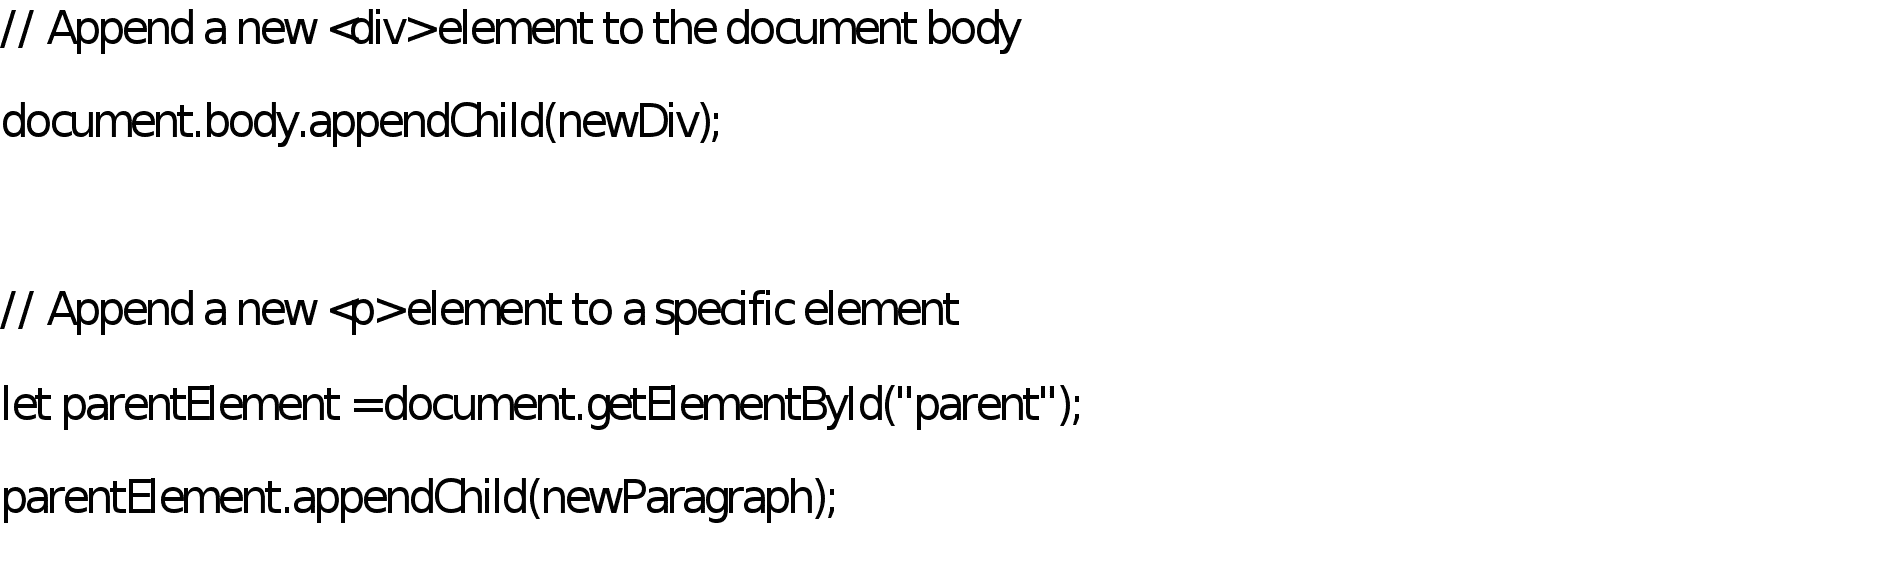 // Append a new <div> element to the document body
document.body.appendChild(newDiv);
// Append a new <p> element to a specific element
let parentElement = document.getElementById("parent");
parentElement.appendChild(newParagraph);